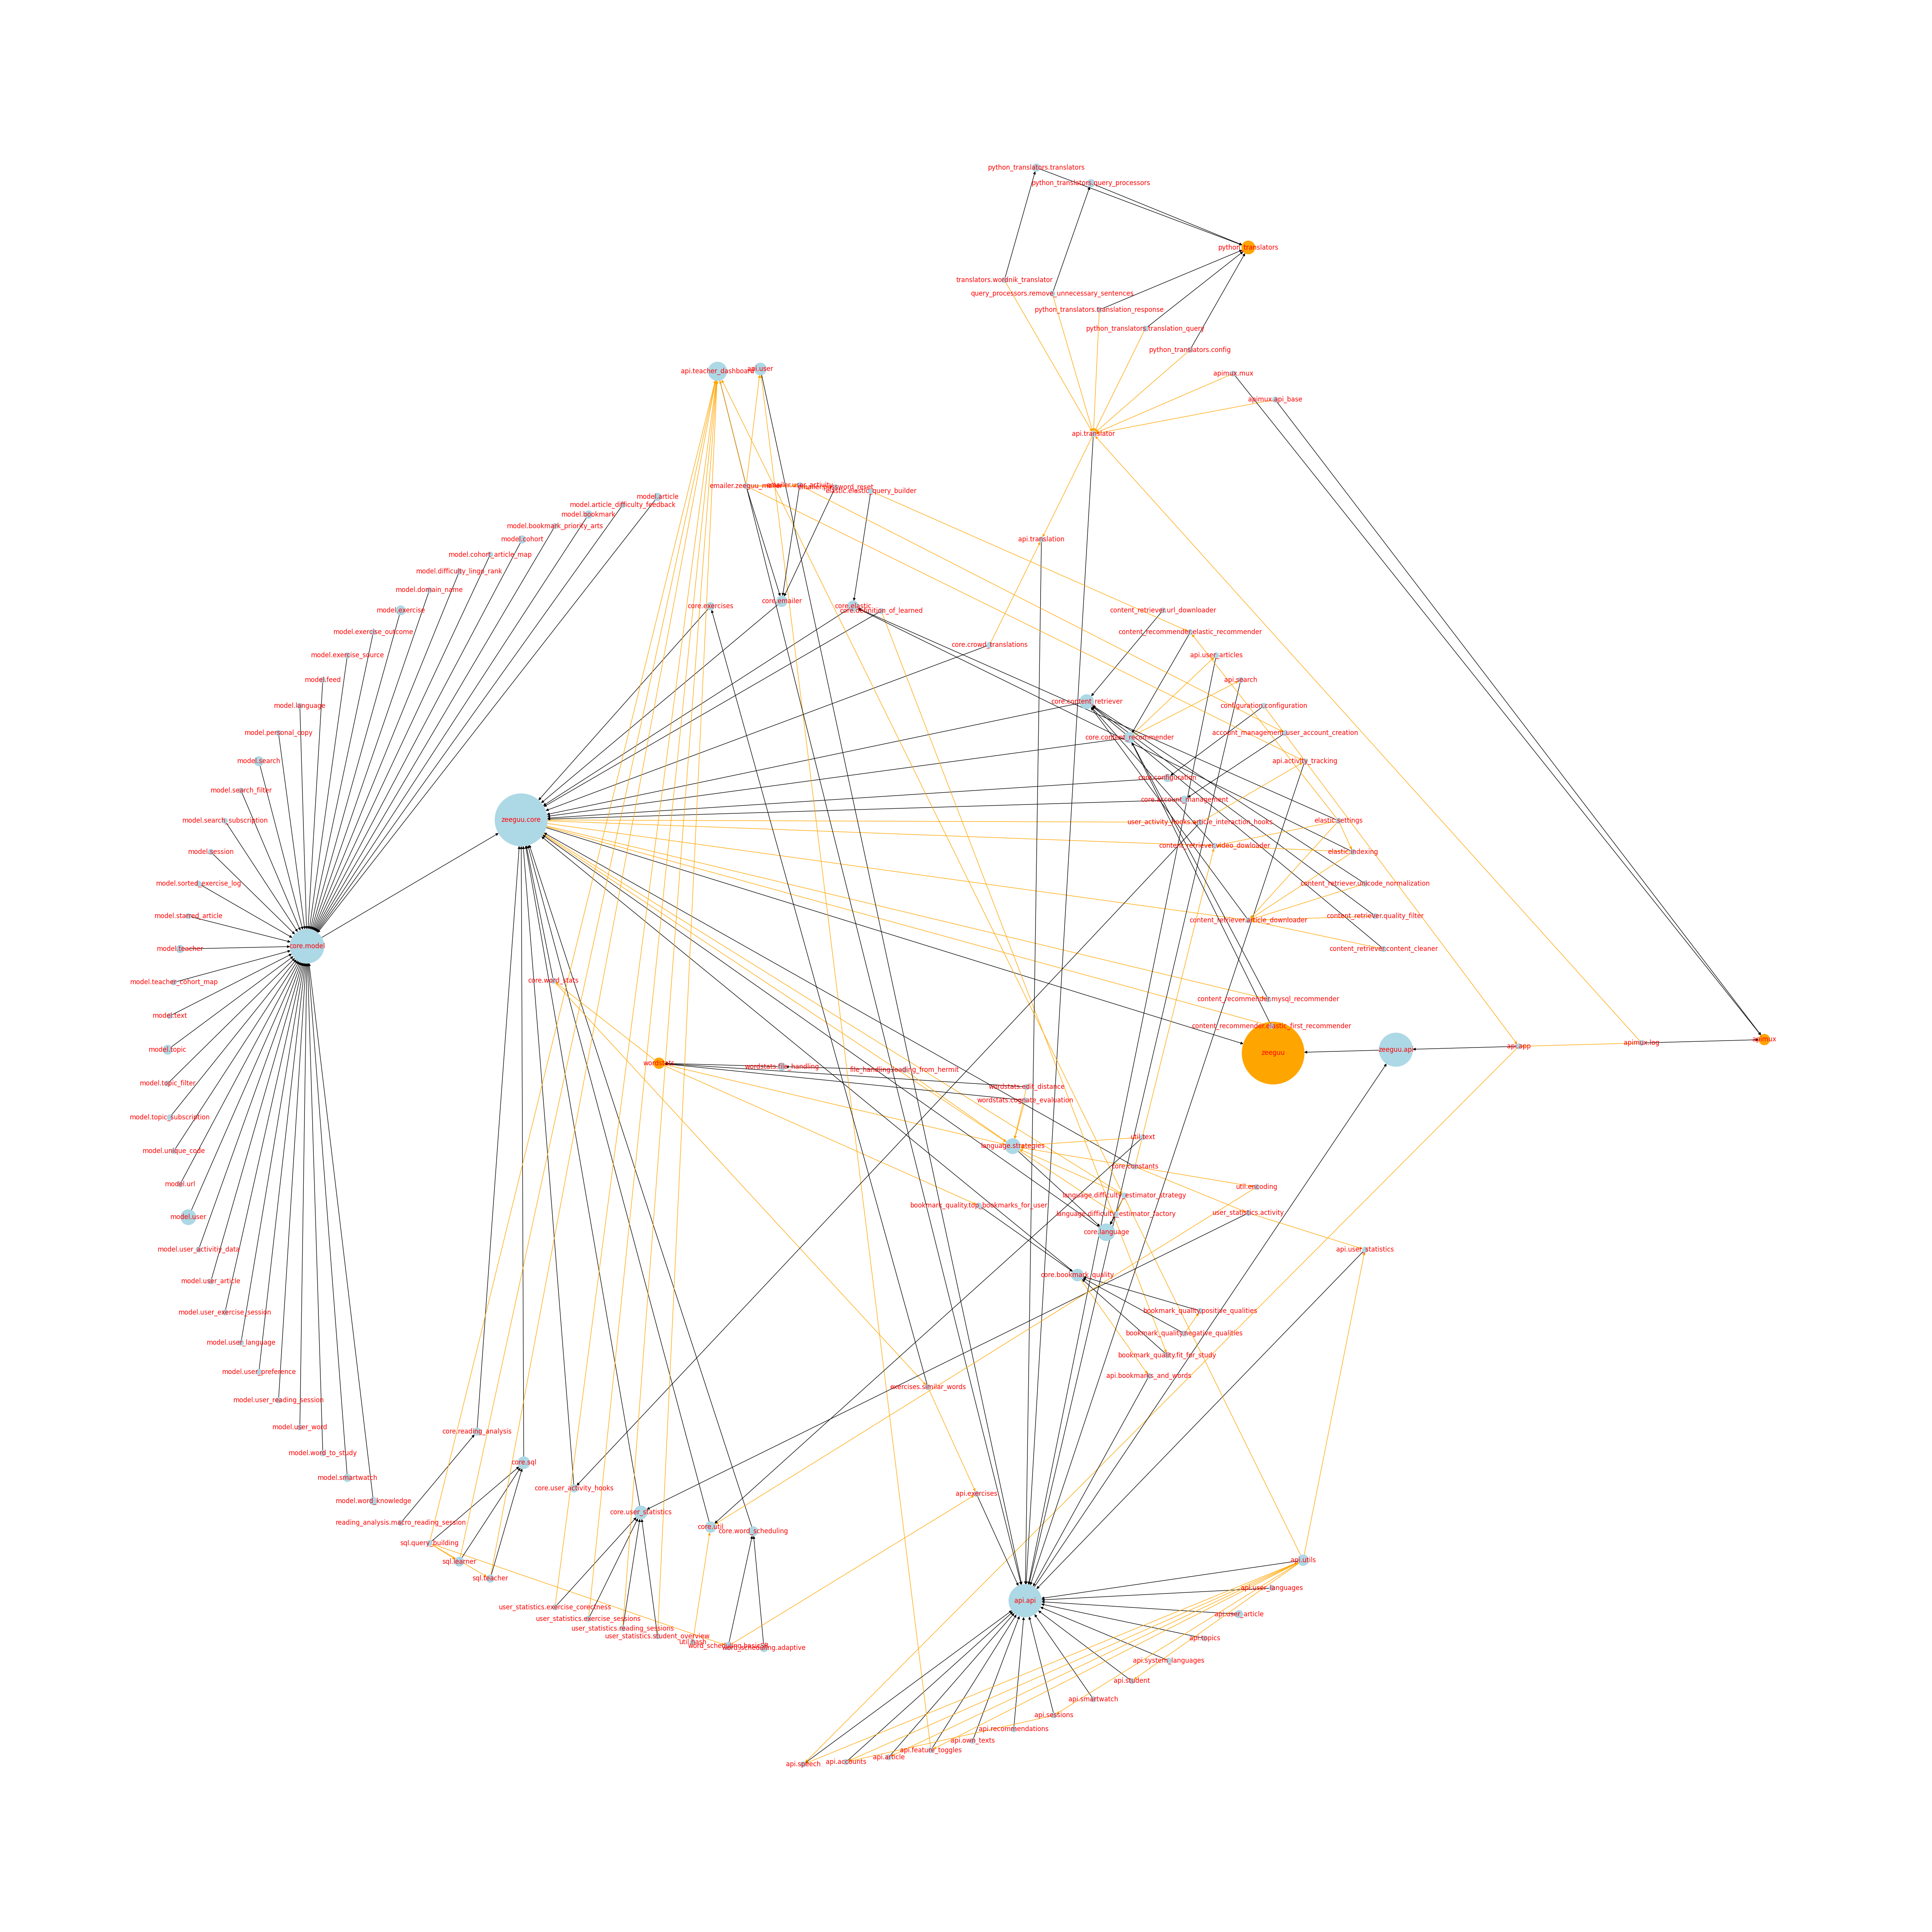 python_translators.translators
python_translators.query_processors
python_translators
translators.wordnik_translator
query_processors.remove_unnecessary_sentences
python_translators.translation_response
python_translators.translation_query
python_translators.config
api.teacher_dashboard
api.user
apimux.mux
apimux.api_base
api.translator
emailer.zeeguu_mailer
emailer.user_activity
emailer.password_reset
elastic.elastic_query_builder
model.article
model.article_difficulty_feedback
model.bookmark
model.bookmark_priority_arts
model.cohort
api.translation
model.cohort_article_map
model.difficulty_lingo_rank
model.domain_name
core.emailer
core.exercises
core.elastic
core.definition_of_learned
model.exercise
content_retriever.url_downloader
model.exercise_outcome
content_recommender.elastic_recommender
core.crowd_translations
model.exercise_source
api.user_articles
model.feed
api.search
core.content_retriever
model.language
configuration.configuration
model.personal_copy
account_management.user_account_creation
core.content_recommender
model.search
api.activity_tracking
core.configuration
model.search_filter
core.account_management
zeeguu.core
model.search_subscription
user_activity_hooks.article_interaction_hooks
elastic.settings
content_retriever.video_dowloader
model.session
elastic.indexing
model.sorted_exercise_log
content_retriever.unicode_normalization
model.starred_article
content_retriever.article_downloader
content_retriever.quality_filter
core.model
model.teacher
content_retriever.content_cleaner
model.teacher_cohort_map
core.word_stats
content_recommender.mysql_recommender
model.text
content_recommender.elastic_first_recommender
apimux
apimux.log
api.app
zeeguu.api
model.topic
zeeguu
wordstats
wordstats.file_handling
file_handling.loading_from_hermit
model.topic_filter
wordstats.edit_distance
wordstats.cognate_evaluation
model.topic_subscription
util.text
language.strategies
model.unique_code
core.constants
model.url
util.encoding
language.difficulty_estimator_strategy
bookmark_quality.top_bookmarks_for_user
language.difficulty_estimator_factory
user_statistics.activity
model.user
core.language
model.user_activitiy_data
api.user_statistics
core.bookmark_quality
model.user_article
bookmark_quality.positive_qualities
model.user_exercise_session
bookmark_quality.negative_qualities
model.user_language
bookmark_quality.fit_for_study
model.user_preference
api.bookmarks_and_words
exercises.similar_words
model.user_reading_session
model.user_word
core.reading_analysis
model.word_to_study
core.sql
model.smartwatch
core.user_activity_hooks
api.exercises
model.word_knowledge
core.user_statistics
reading_analysis.macro_reading_session
core.util
core.word_scheduling
sql.query_building
sql.learner
api.utils
sql.teacher
api.user_languages
api.api
user_statistics.exercise_corectness
api.user_article
user_statistics.exercise_sessions
user_statistics.reading_sessions
user_statistics.student_overview
api.topics
util.hash
word_scheduling.basicSR
word_scheduling.adaptive
api.system_languages
api.student
api.smartwatch
api.sessions
api.recommendations
api.own_texts
api.feature_toggles
api.article
api.accounts
api.speech